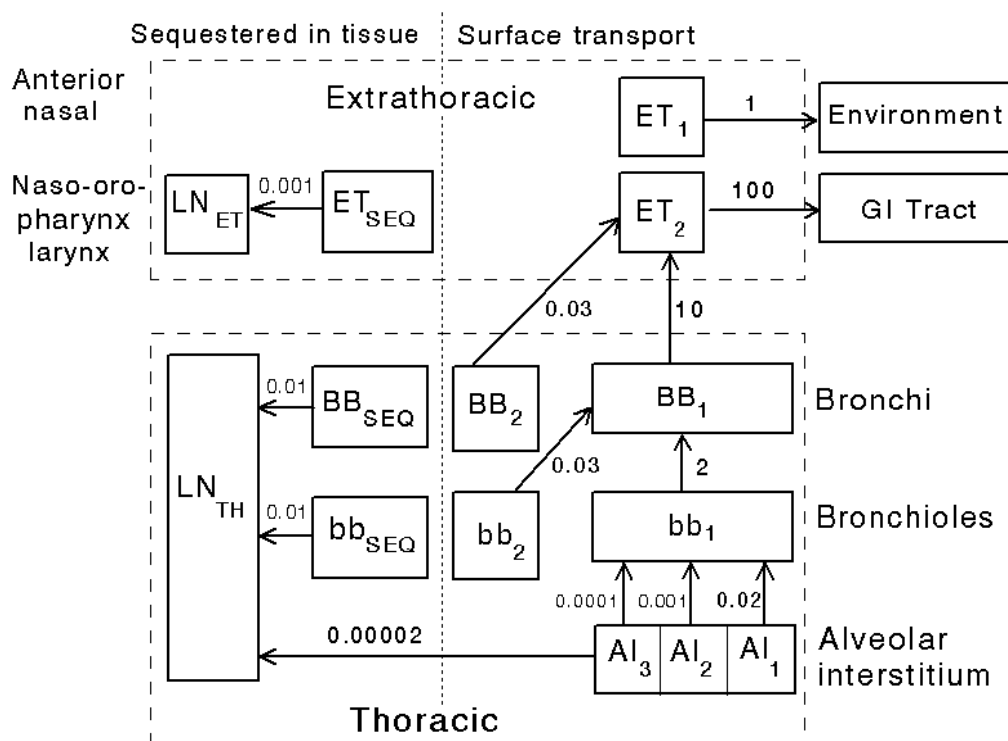 Sequestered in tissue
Surface transport
Anterior
nasal
Extrathoracic
ET1
1
Environment
Naso-oro-
pharynx
larynx
LNET
0.001
ETSEQ
ET2
100
GI Tract
0.03
10
LNTH
0.01
BBSEQ
BB2
BB1
Bronchi
0.03
2
0.01
bbSEQ
bb2
bb1
Bronchioles
0.0001
0.001
0.02
0.00002
AI3
AI2
AI1
Alveolar
interstitium
Thoracic